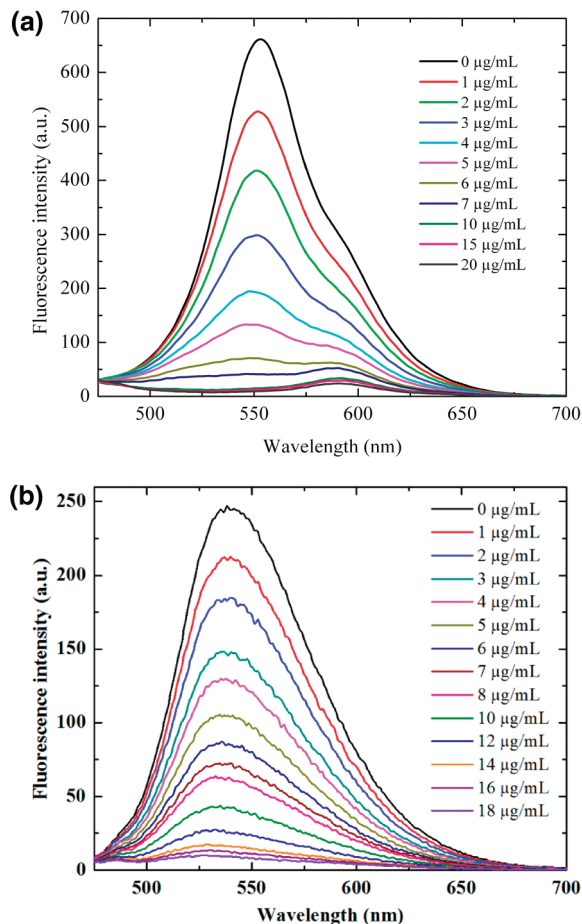 (a)
700
600
500
400
300
200
100
0
Fluorescence intensity (a.u.)
0 µg/mL
1 µg/mL
2 µg/mL
3 µg/mL
4 µg/mL
5 µg/mL
6 µg/mL
7 µg/mL
10 µg/mL
15 µg/mL
20 µg/mL
500 550 600 650 700
Wavelength (nm)
(b)
250
200
150
100
50
0
Fluorescence intensity (a.u.)
0 µg/mL
1 µg/mL
2 µg/mL
3 µg/mL
4 µg/mL
5 µg/mL
6 µg/mL
7 µg/mL
8 µg/mL
10 µg/mL
12 µg/mL
14 µg/mL
16 µg/mL
18 µg/mL
500 550 600 650 700
Wavelength (nm)